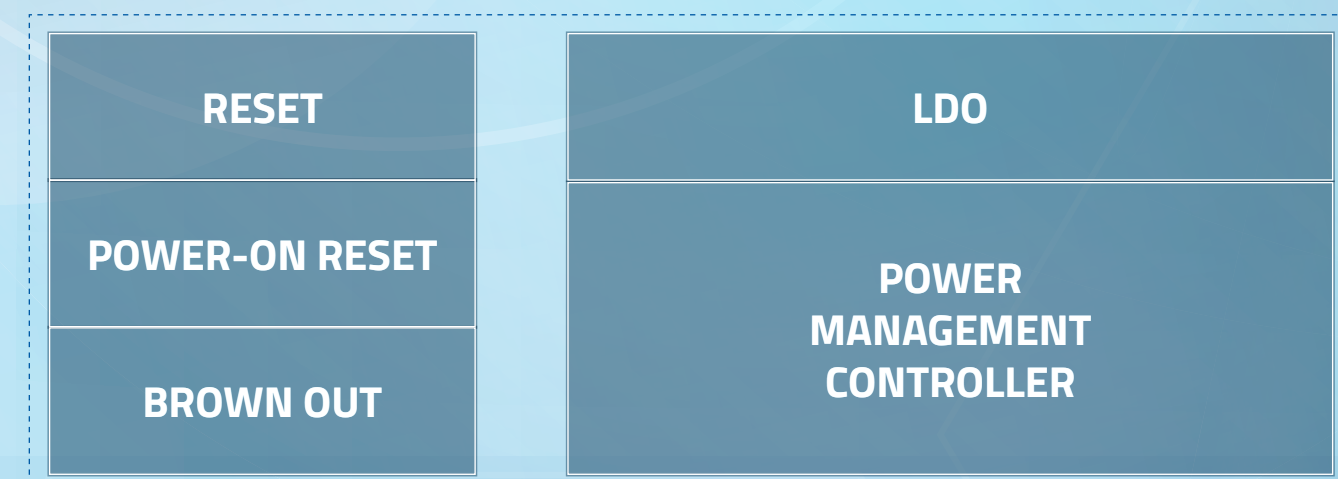 RESET
POWER-ON RESET
BROWN OUT
LDO
POWER
MANAGEMENT
CONTROLLER